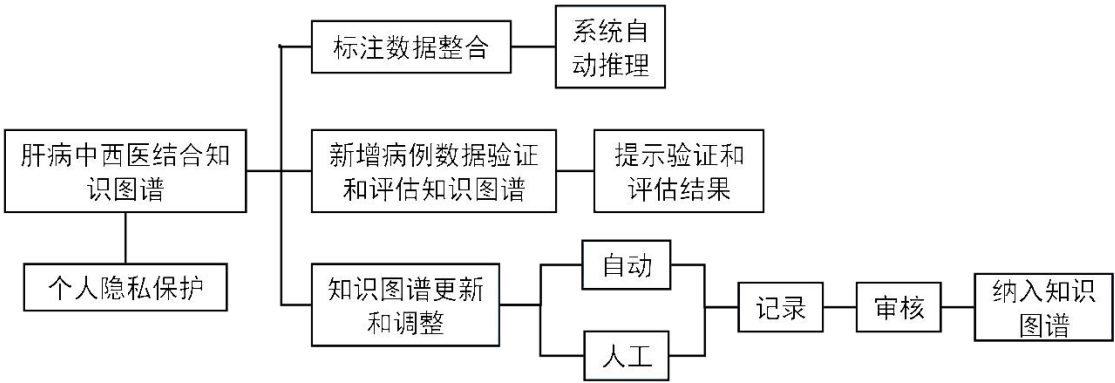 标注数据整合
系统自
动推理
肝病中西医结合知
识图谱
新增病例数据验证
和评估知识图谱
提示验证和
评估结果
个人隐私保护
知识图谱更新
和调整
自动
人工
记录
审核
纳入知识
图谱